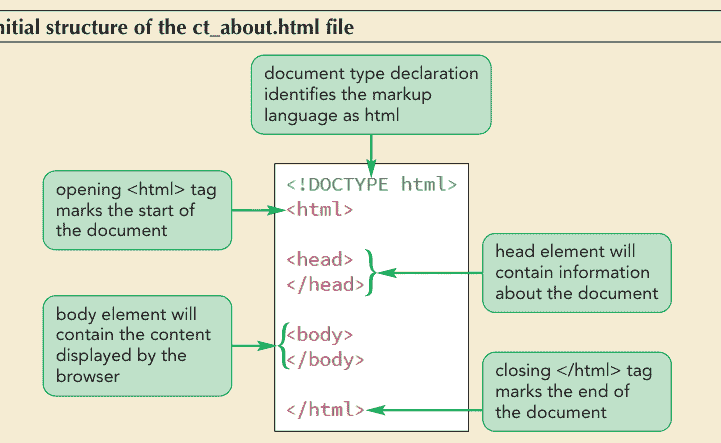 nitial structure of the ct_about.html file
document type declaration
identifies the markup
language as html
opening <html> tag
marks the start of
the document
<!DOCTYPE html>
<html>
<head>
</head>
head element will
contain information
about the document
body element will
contain the content
displayed by the
browser
<body>
</body>
closing </html> tag
marks the end of
the document
</html>